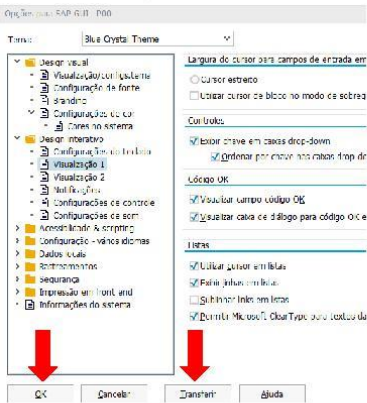 Opções para SAP GUI - P00
Tema: Blue Crystal Theme
Design visual
Visualização/config.tema
Configuração de fonte
Branding
Configurações de cor
Cores no sistema
Design interativo
Configurações do teclado
Visualização 1
Visualização 2
Notificações
Configurações de controle
Configurações de som
Acessibilidade & scripting
Configuração - vários idiomas
Dados locais
Rastreamentos
Segurança
Impressão em front end
Informações do sistema
Largura do cursor para campos de entrada em
Cursor estreito
Utilizar cursor de bloco no modo de sobreg
Controles
Exibir chave em caixas drop-down
Ordenar por chave nas caixas drop-do
Código OK
Visualizar campo código OK
Visualizar caixa de diálogo para código OK e
Listas
Utilizar cursor em listas
Exibir linhas em listas
Sublinhar links em listas
Permitir Microsoft ClearType para textos da
OK Cancelar Transferir Ajuda